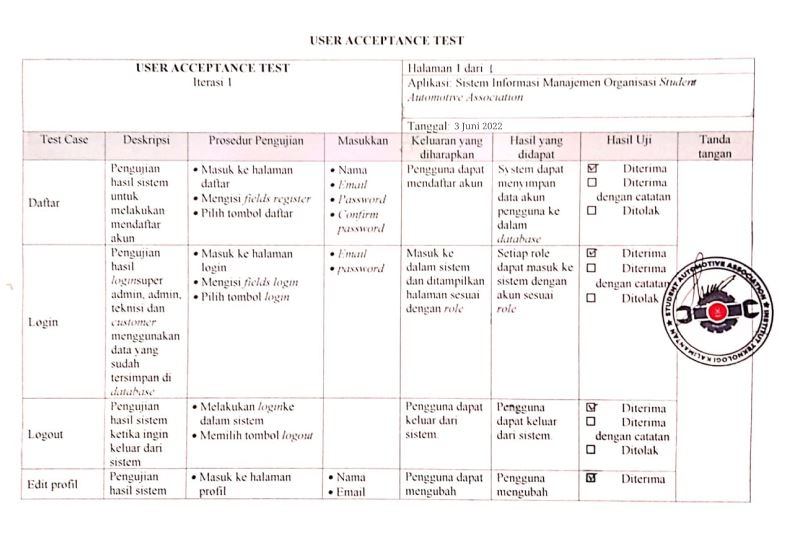 USER ACCEPTANCE TEST
USER ACCEPTANCE TEST
Iterasi 1
Halaman 1 dari 1
Aplikasi: Sistem Informasi Manajemen Organisasi Student
Automotive Association
Tanggal: 3 Juni 2022
Test Case
Deskripsi
Prosedur Pengujian
Masukkan
Keluaran yang
diharapkan
Hasil yang
didapat
Hasil Uji
Tanda
tangan
Daftar
Pengujian
hasil sistem
untuk
melakukan
mendaftar
akun
• Masuk ke halaman
daftar
• Mengisi fields register
• Pilih tombol daftar
• Nama
• Email
• Password
• Confirm
password
Pengguna dapat
mendaftar akun
System dapat
menyimpan
data akun
pengguna ke
dalam
database
☑ Diterima
☐ Diterima
dengan catatan
☐ Ditolak
Login
Pengujian
hasil
loginsuper
admin, admin,
teknisi dan
customer
menggunakan
data yang
sudah
tersimpan di
database
• Masuk ke halaman
login
• Mengisi fields login
• Pilih tombol login
• Email
• password
Masuk ke
dalam sistem
dan ditampilkan
halaman sesuai
dengan role
Setiap role
dapat masuk ke
sistem dengan
akun sesuai
role
☑ Diterima
☐ Diterima
dengan catatan
☐ Ditolak
STUDENT AUTOMOTIVE ASSOCIATION
INSTITUT TEKNOLOGI KALIMANTAN
Logout
Pengujian
hasil sistem
ketika ingin
keluar dari
sistem
• Melakukan loginke
dalam sistem
• Memilih tombol logout
Pengguna dapat
keluar dari
sistem
Pengguna
dapat keluar
dari sistem
☑ Diterima
☐ Diterima
dengan catatan
☐ Ditolak
Edit profil
Pengujian
hasil sistem
• Masuk ke halaman
profil
• Nama
• Email
Pengguna dapat
mengubah
Pengguna
mengubah
☑ Diterima